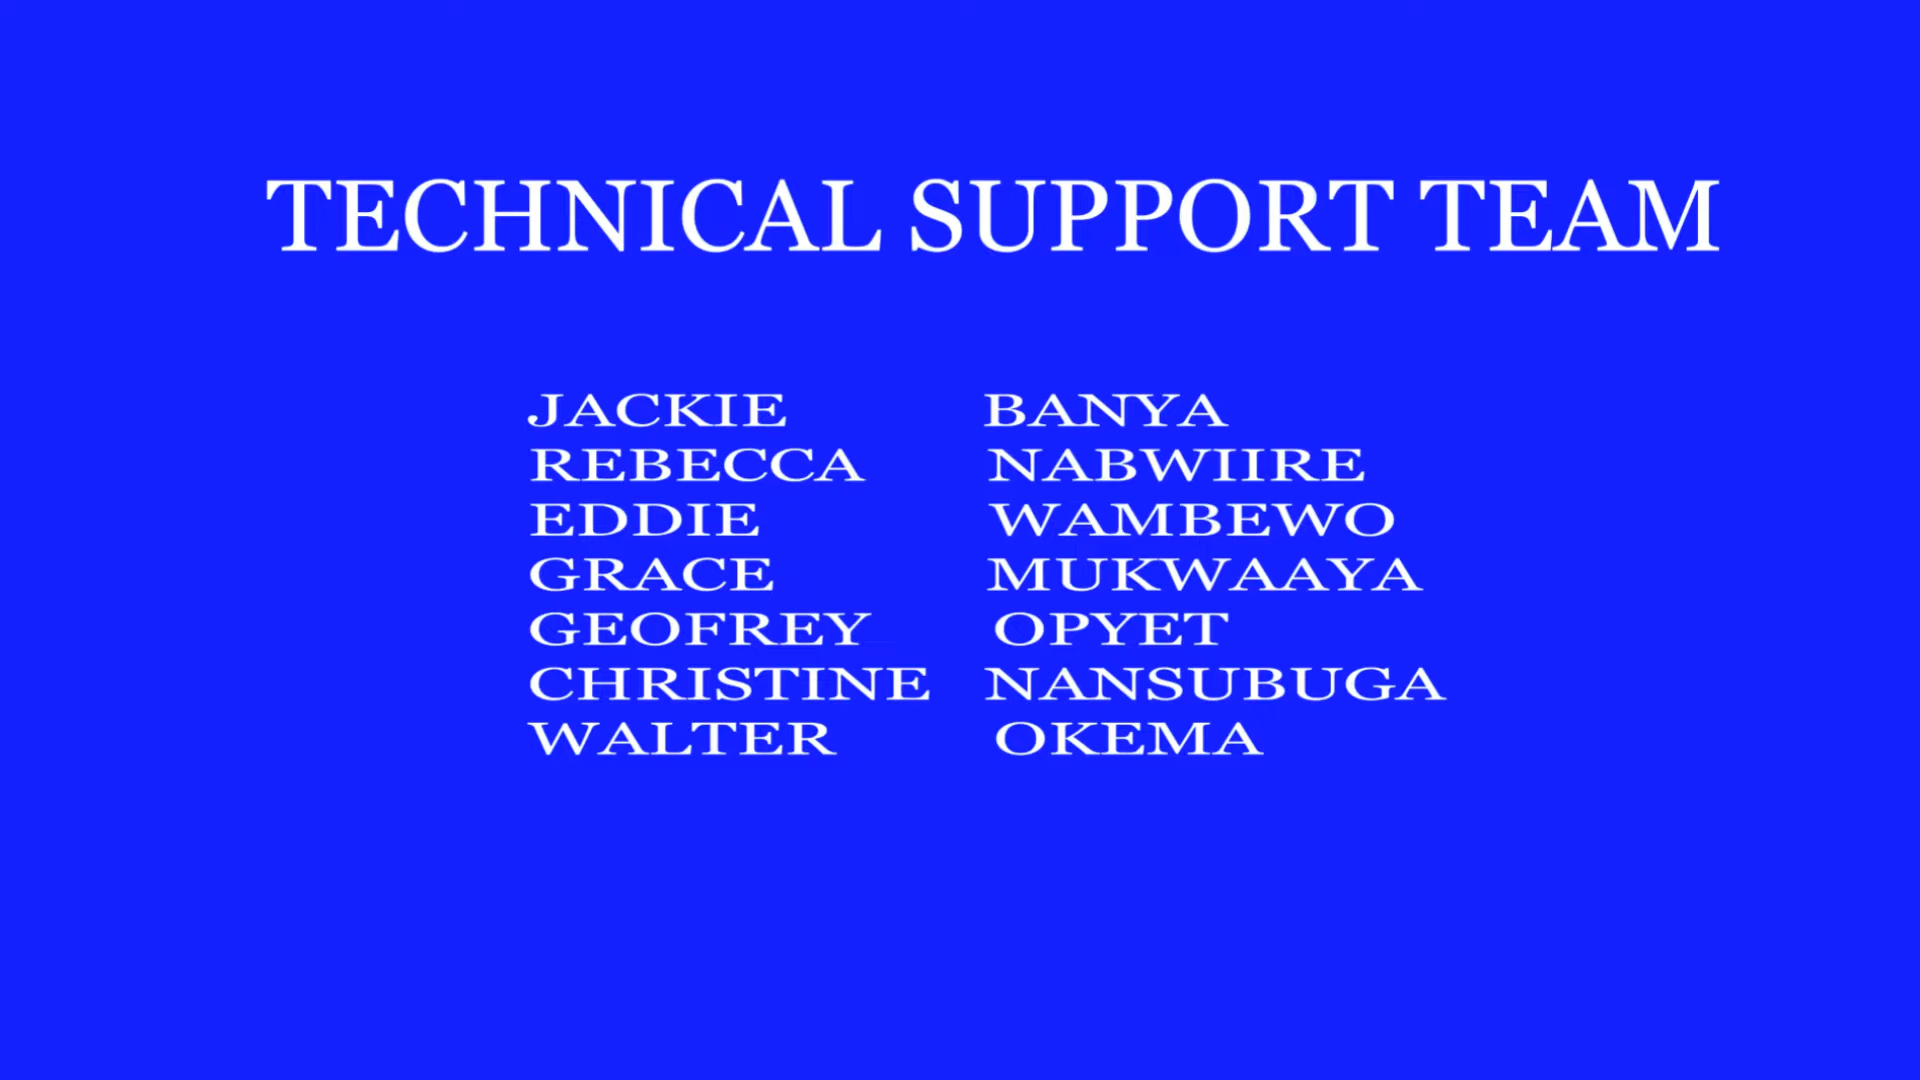 TECHNICAL SUPPORT TEAM
JACKIE BANYA
REBECCA NABWIIRE
EDDIE WAMBEWO
GRACE MUKWAAYA
GEOFREY OPYET
CHRISTINE NANSUBUGA
WALTER OKEMA